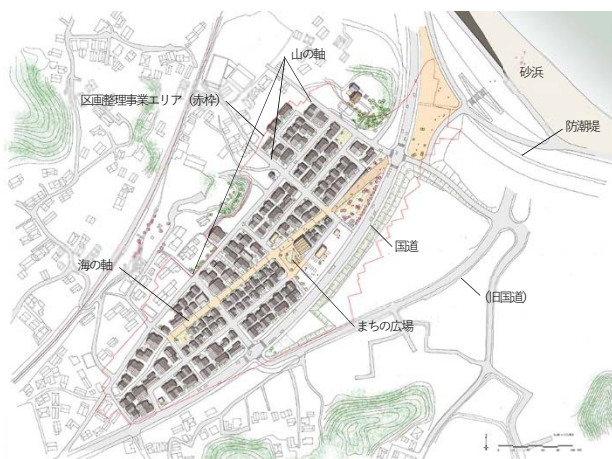 山の軸
区画整理事業エリア（赤枠）
砂浜
防潮堤
国道
海の軸
（旧国道）
まちの広場